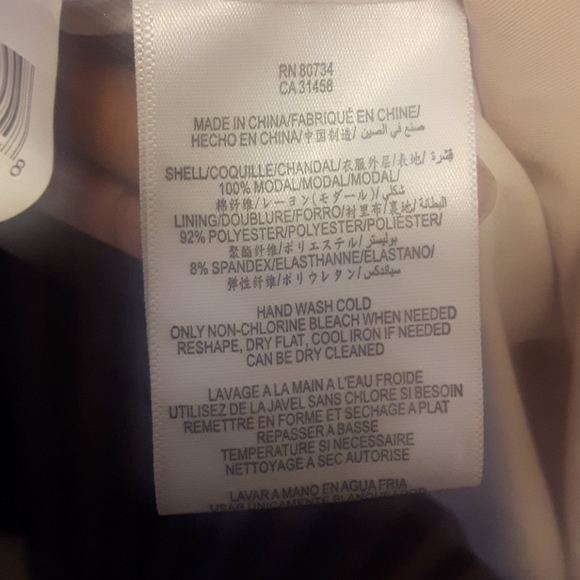 RN 80734
CA 31458
MADE IN CHINA/FABRIQUÉ EN CHINE/
HECHO EN CHINA/中国制造/ صنع في الصين
SHELL/COQUILLE/CHANDAL/衣服外层/表地/ قشرة/
100% MODAL/MODAL/MODAL/
棉纤维/レーヨン(モダール)/شكلي
LINING/DOUBLURE/FORRO/衬里布/裏地/ البطانة/
92% POLYESTER/POLYESTER/POLIÉSTER/
聚酯纤维/ポリエステル/ بوليستر/
8% SPANDEX/ELASTHANNE/ELASTANO/
弹性纤维/ポリウレタン/ سباندكس/
HAND WASH COLD
ONLY NON-CHLORINE BLEACH WHEN NEEDED
RESHAPE, DRY FLAT, COOL IRON IF NEEDED
CAN BE DRY CLEANED
LAVAGE A LA MAIN A L'EAU FROIDE
UTILISEZ DE LA JAVEL SANS CHLORE SI BESOIN
REMETTRE EN FORME ET SECHAGE A PLAT
REPASSER A BASSE
TEMPERATURE SI NECESSAIRE
NETTOYAGE A SEC AUTORISE
LAVAR A MANO EN AGUA FRIA
USAR UNICAMENTE BLANQUEADOR
8